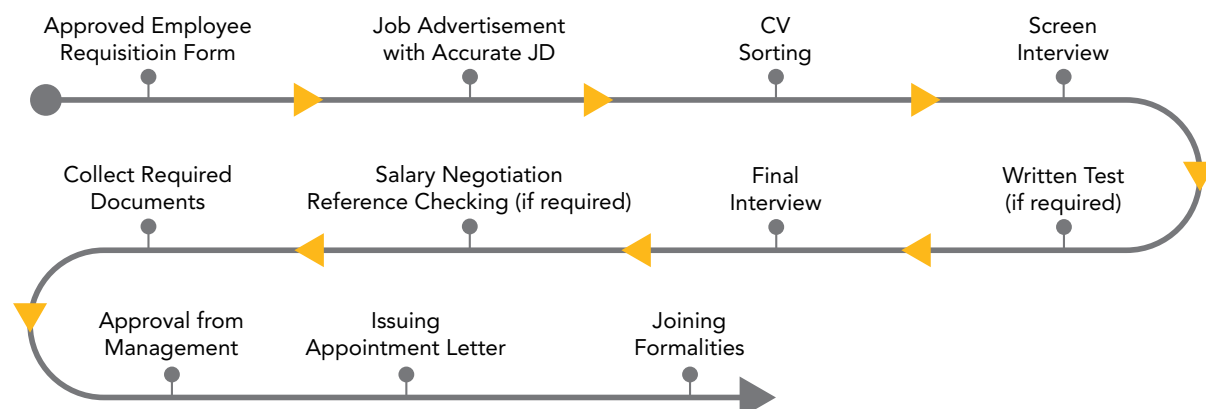 Approved Employee
Requisitioin Form
Job Advertisement
with Accurate JD
CV
Sorting
Screen
Interview
Written Test
(if required)
Final
Interview
Salary Negotiation
Reference Checking (if required)
Collect Required
Documents
Approval from
Management
Issuing
Appointment Letter
Joining
Formalities